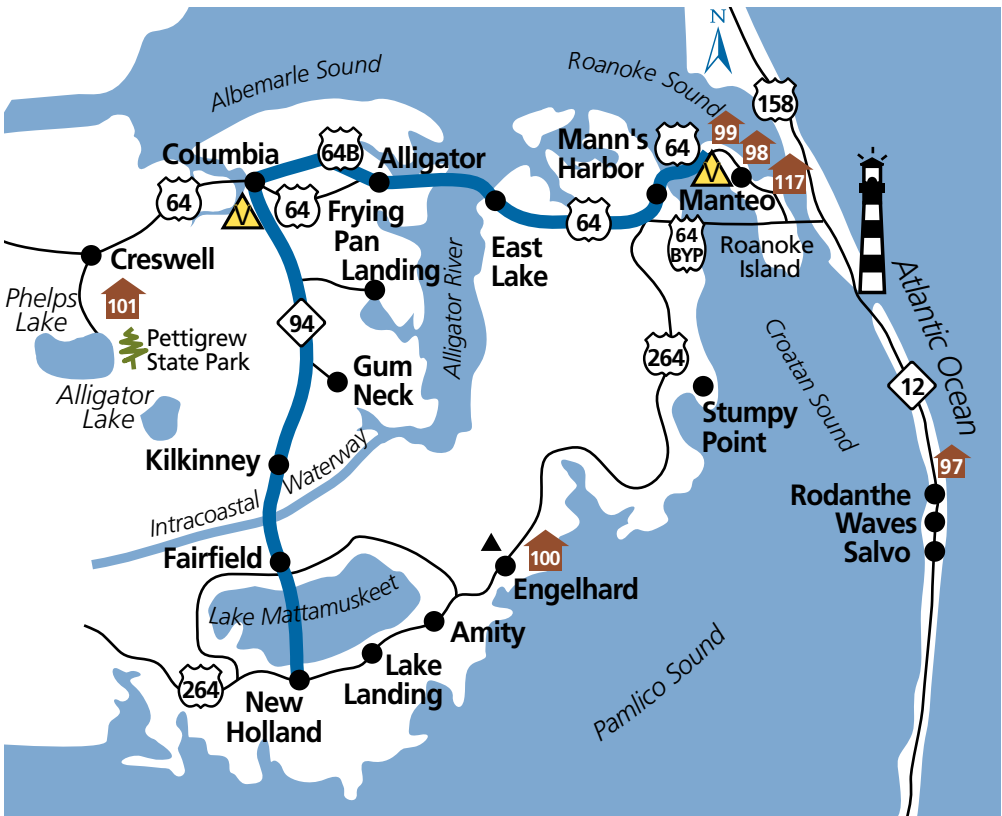 N
Albemarle Sound
Roanoke Sound
158
99
98
117
64B
Columbia
Alligator
Mann's
Harbor
64
V
Manteo
64
64
V
Frying
Pan
Landing
East
Lake
64
64
BYP
Roanoke
Island
Creswell
101
Phelps
Lake
Pettigrew
State Park
Alligator
Lake
94
Alligator River
Gum
Neck
264
Stumpy
Point
Croatan Sound
Atlantic Ocean
12
97
Kilkinney
Intracoastal Waterway
Rodanthe
Waves
Salvo
Fairfield
100
Engelhard
Lake Mattamuskeet
Amity
Lake
Landing
264
New
Holland
Pamlico Sound